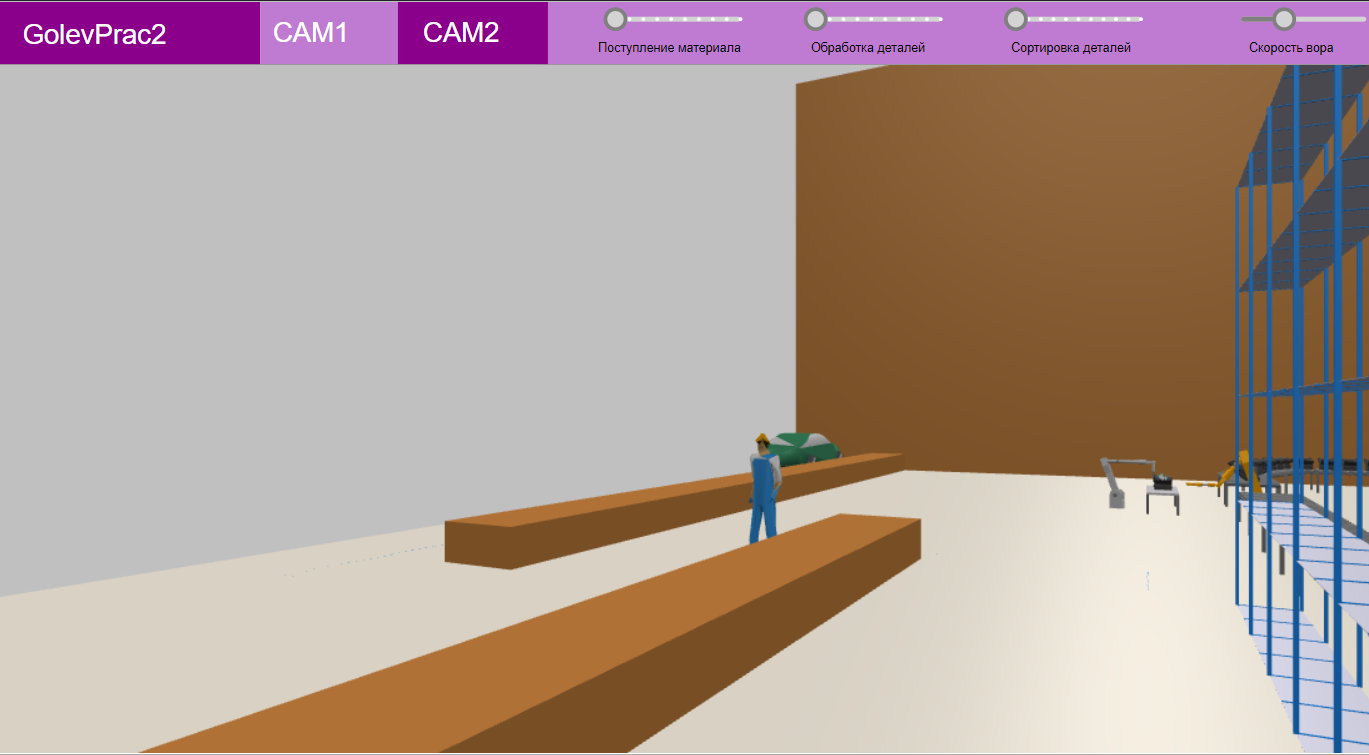 GolevPrac2
CAM1
CAM2
Поступление материала
Обработка деталей
Сортировка деталей
Скорость вора